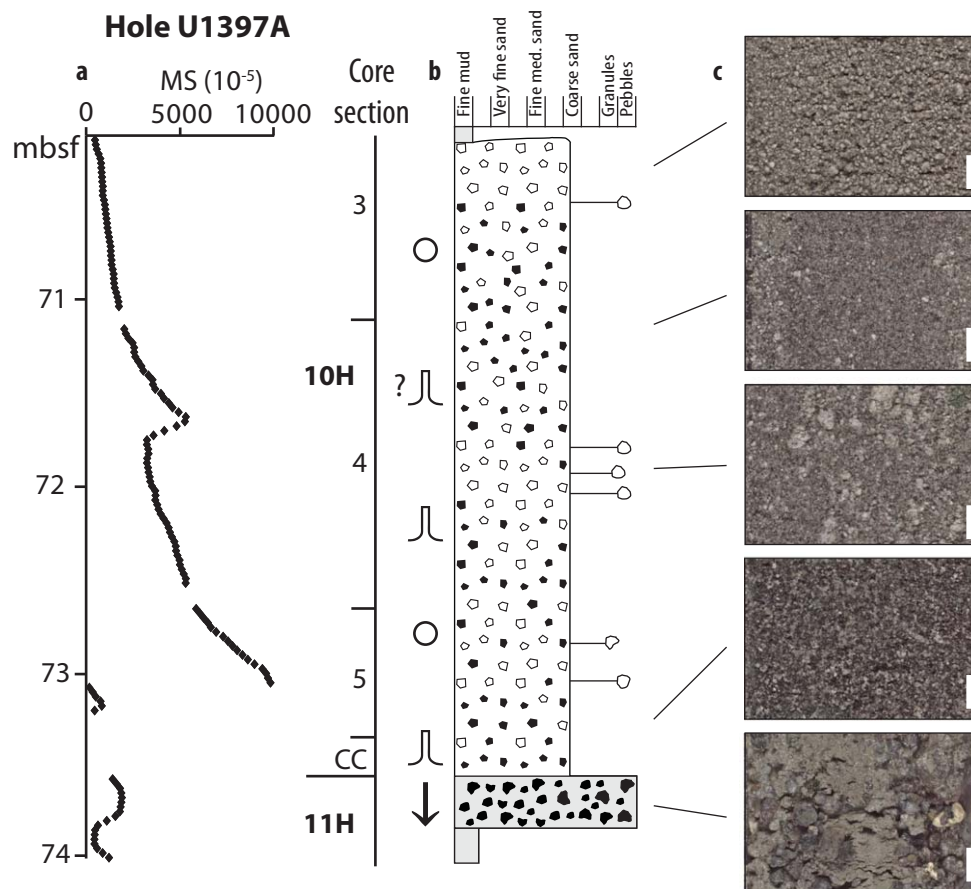 Hole U1397A
a
MS (10-5)
0 5000 10000
mbsf
71
72
73
74
Core
section
3
10H
4
5
CC
11H
b
?
Fine mud
Very fine sand
Fine med. sand
Coarse sand
Granules
Pebbles
c